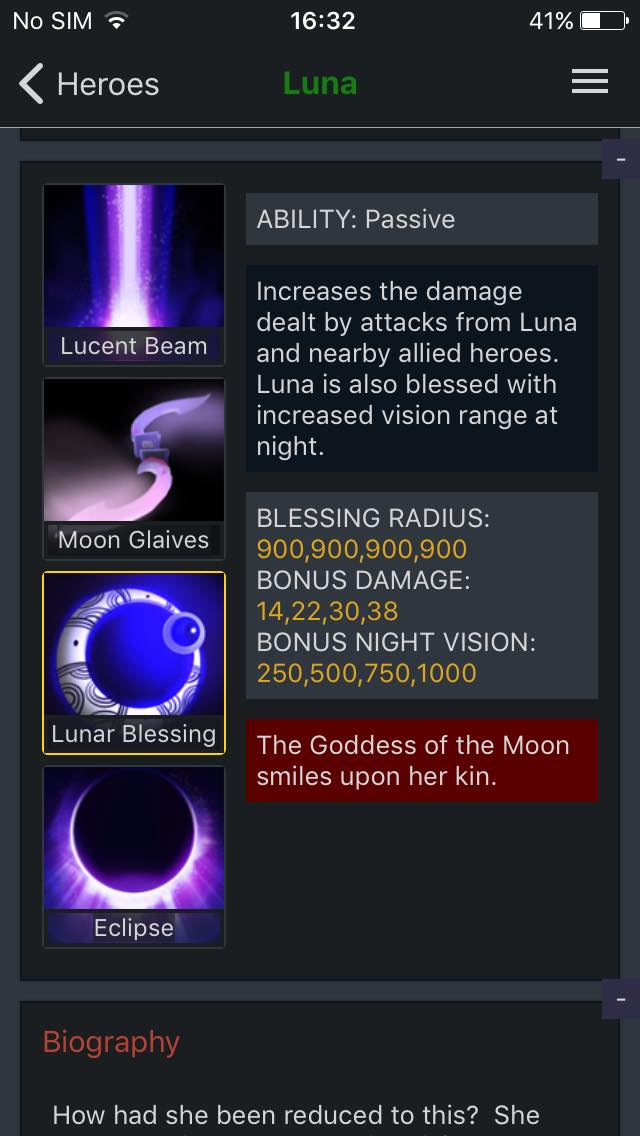 No SIM 16:32 41%
Heroes Luna
-
Lucent Beam
Moon Glaives
Lunar Blessing
Eclipse
ABILITY: Passive
Increases the damage
dealt by attacks from Luna
and nearby allied heroes.
Luna is also blessed with
increased vision range at
night.
BLESSING RADIUS:
900,900,900,900
BONUS DAMAGE:
14,22,30,38
BONUS NIGHT VISION:
250,500,750,1000
The Goddess of the Moon
smiles upon her kin.
-
Biography
How had she been reduced to this?  She